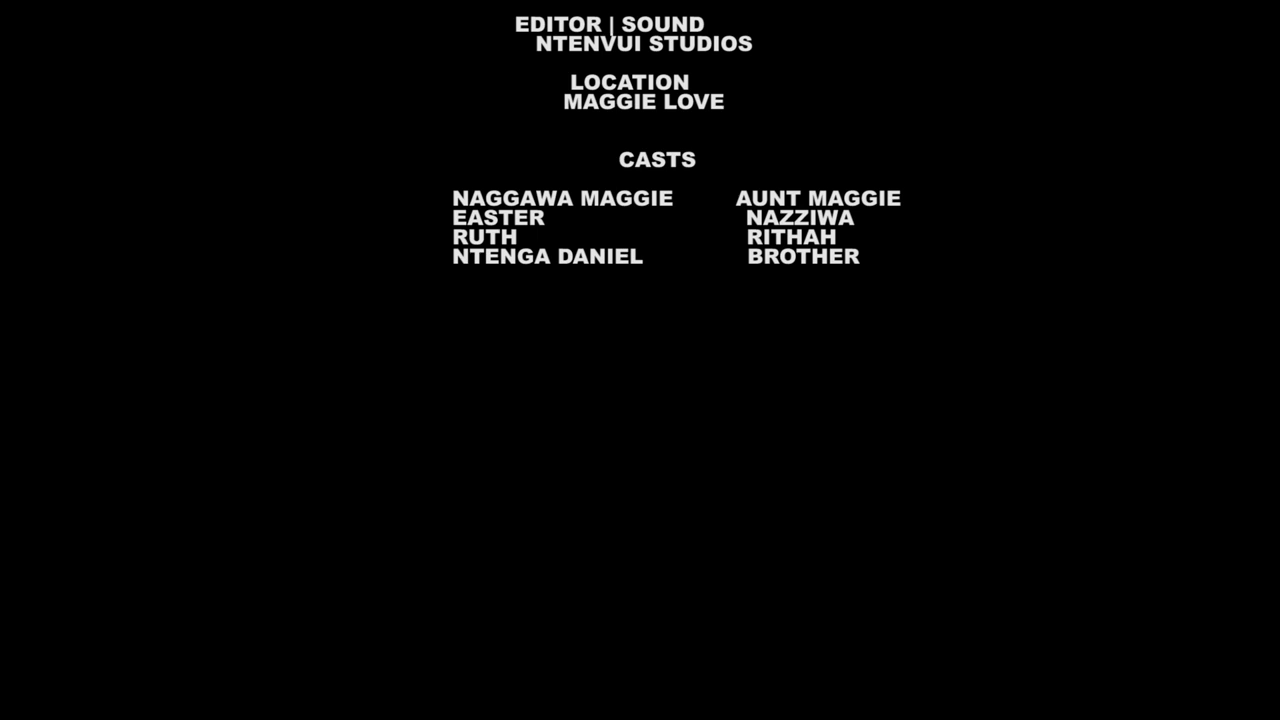 EDITOR | SOUND
NTENVUI STUDIOS
LOCATION
MAGGIE LOVE
CASTS
NAGGAWA MAGGIE AUNT MAGGIE
EASTER NAZZIWA
RUTH RITHAH
NTENGA DANIEL BROTHER